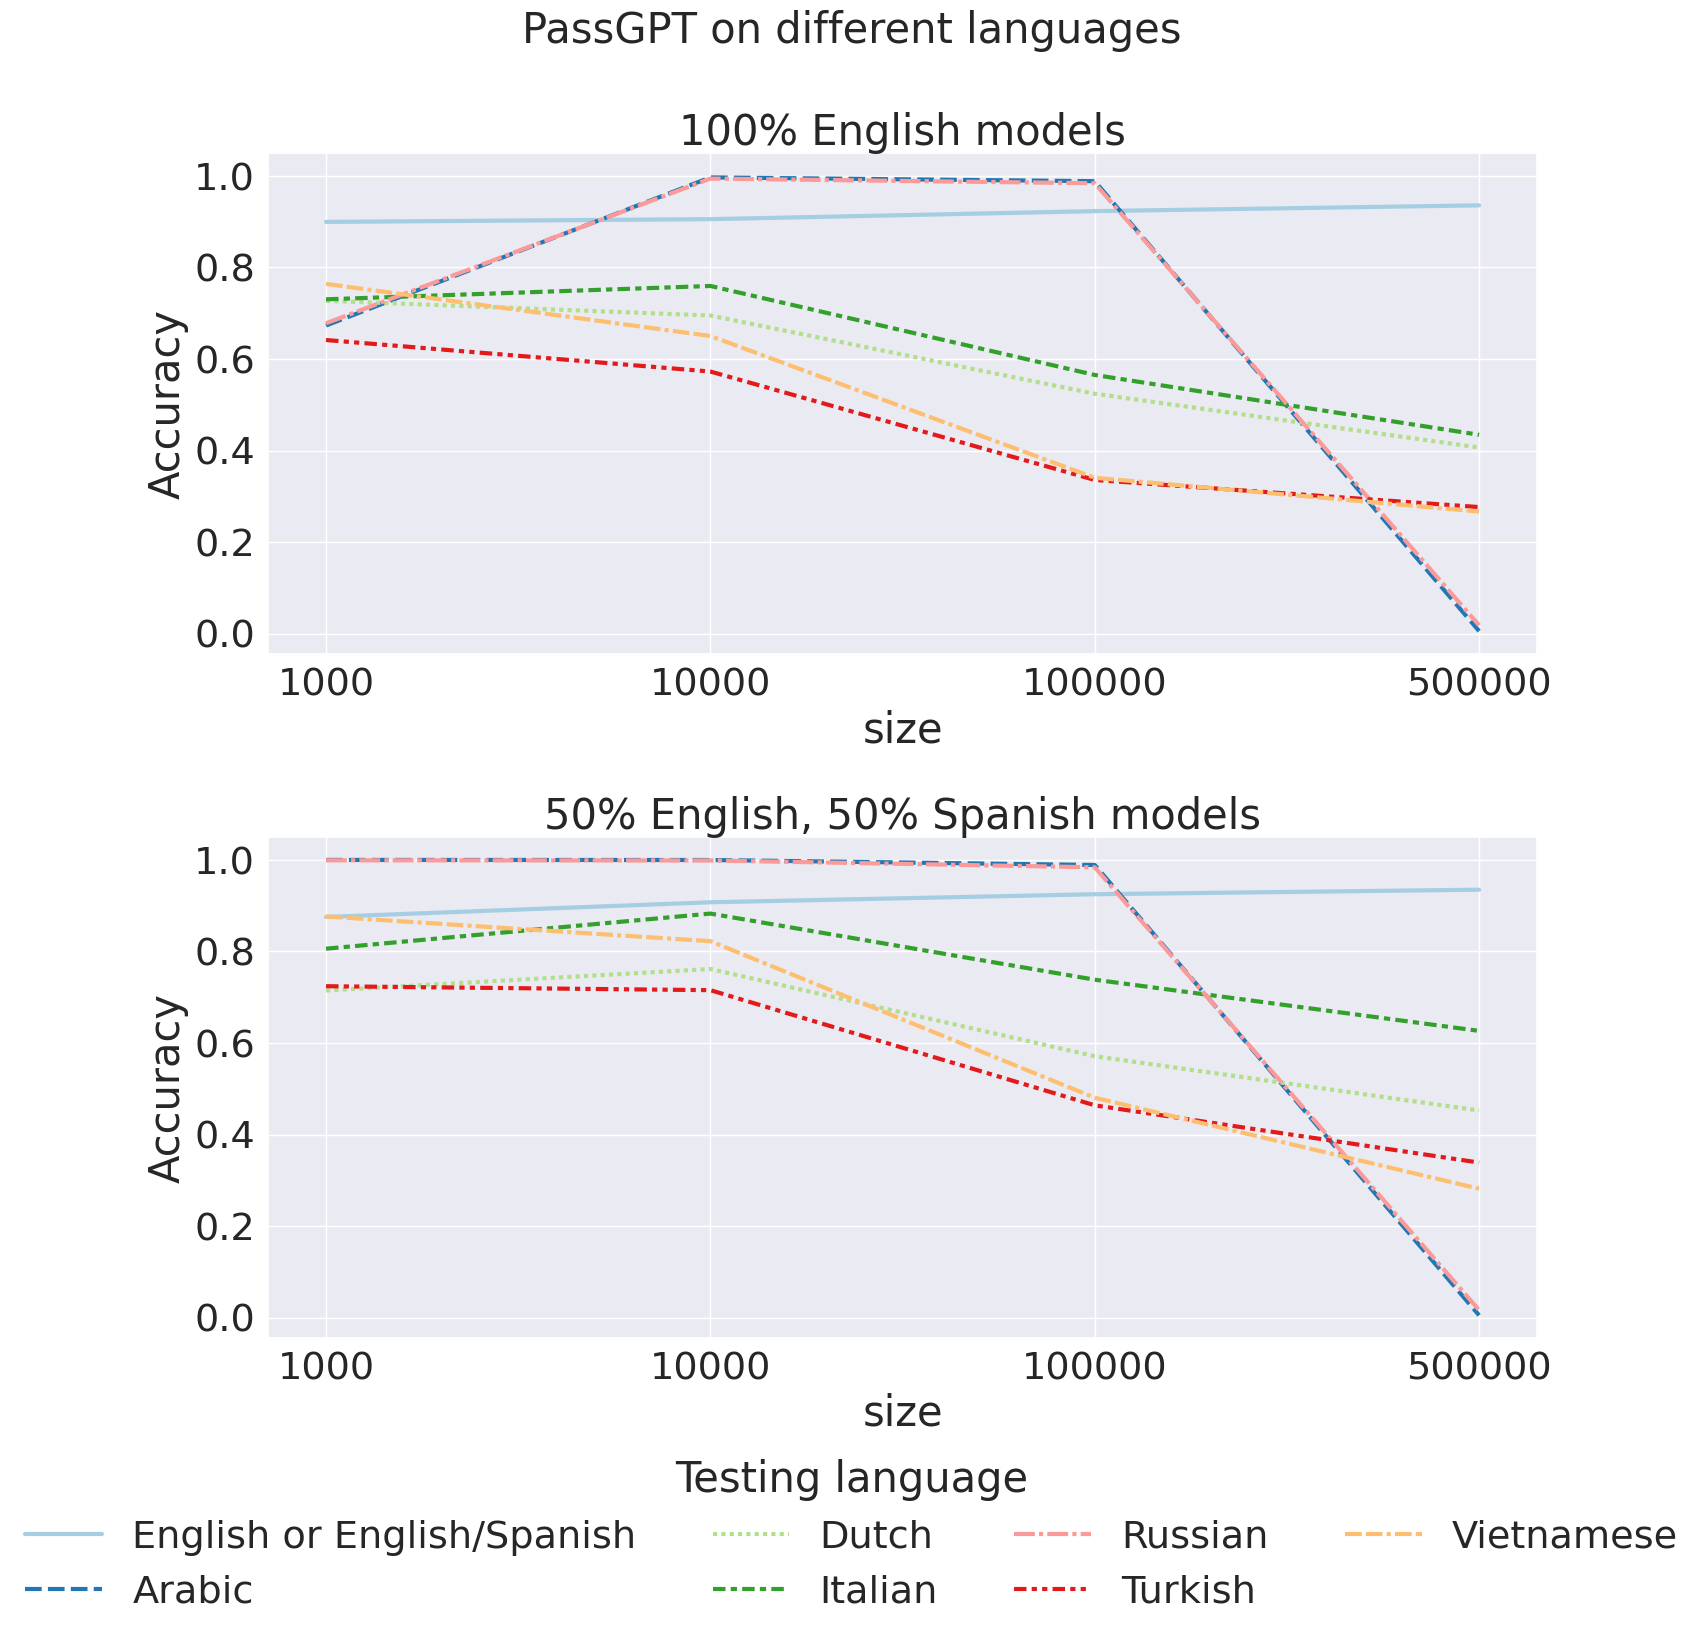 PassGPT on different languages
100% English models
1.0
0.8
0.6
0.4
0.2
0.0
Accuracy
1000 10000 100000 500000
size
50% English, 50% Spanish models
1.0
0.8
0.6
0.4
0.2
0.0
Accuracy
1000 10000 100000 500000
size
Testing language
English or English/Spanish Dutch Russian Vietnamese
Arabic Italian Turkish